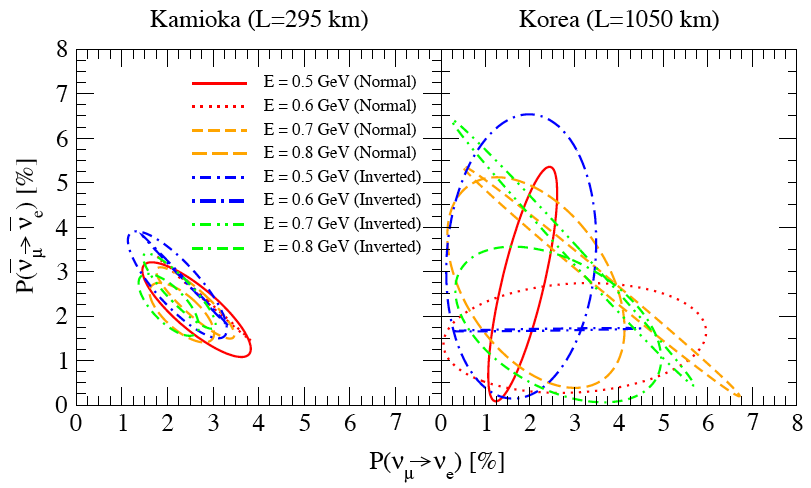 Kamioka (L=295 km) Korea (L=1050 km)
8
7
6
5
4
3
2
1
0
P(ν̅μ→ν̅e) [%]
E = 0.5 GeV (Normal)
E = 0.6 GeV (Normal)
E = 0.7 GeV (Normal)
E = 0.8 GeV (Normal)
E = 0.5 GeV (Inverted)
E = 0.6 GeV (Inverted)
E = 0.7 GeV (Inverted)
E = 0.8 GeV (Inverted)
0 1 2 3 4 5 6 7 0 1 2 3 4 5 6 7 8
P(νμ→νe) [%]